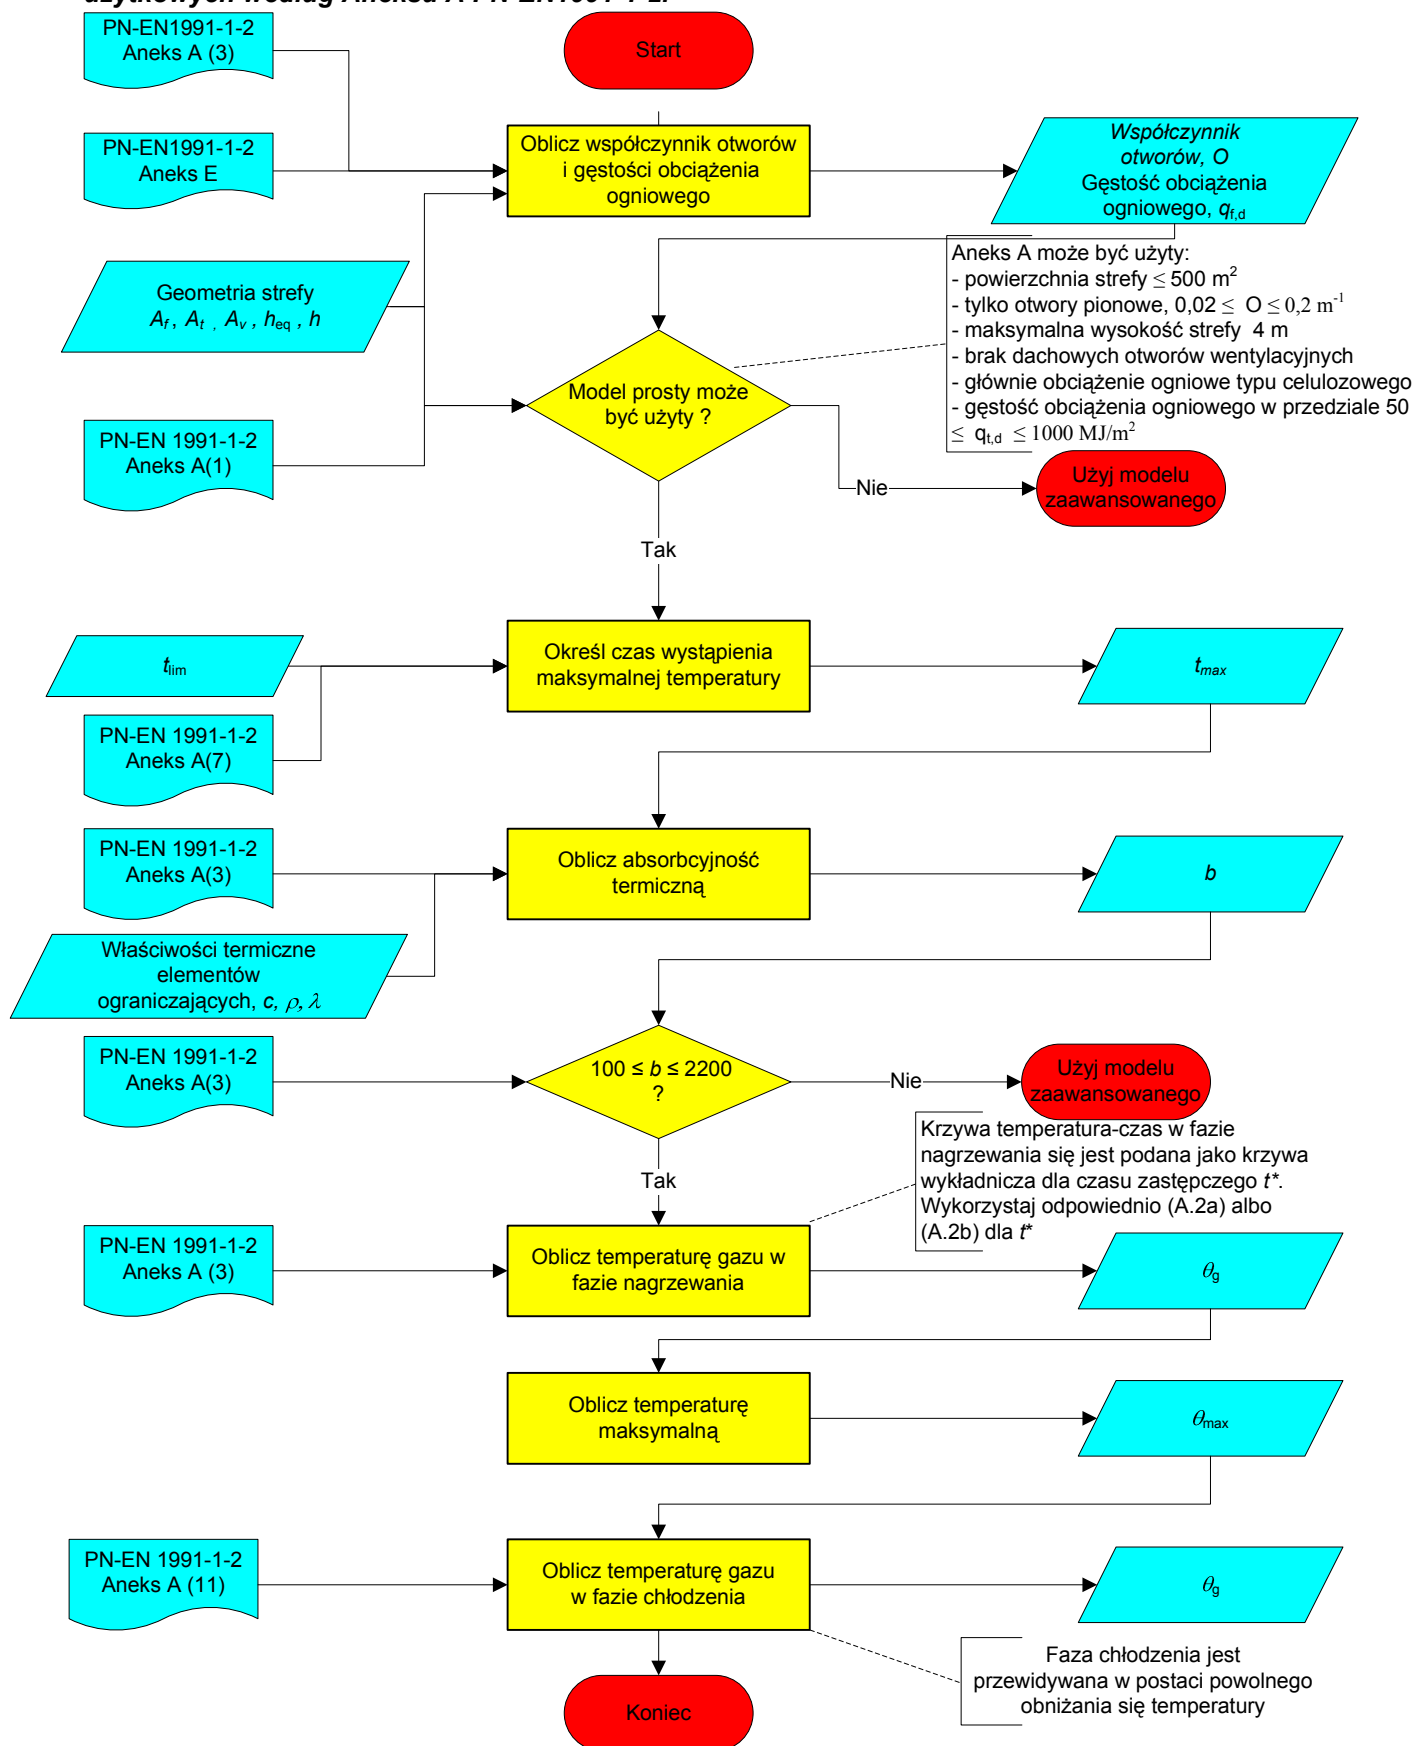 użytkowych według Aneksu A PN-EN1991-1-2.
PN-EN1991-1-2
Aneks A (3)
Start
PN-EN1991-1-2
Aneks E
Oblicz współczynnik otworów
i gęstości obciążenia
ogniowego
Współczynnik
otworów, O
Gęstość obciążenia
ogniowego, qf,d
Geometria strefy
Af, At , Av , heq , h
Aneks A może być użyty:
- powierzchnia strefy ≤ 500 m²
- tylko otwory pionowe, 0,02 ≤ O ≤ 0,2 m⁻¹
- maksymalna wysokość strefy 4 m
- brak dachowych otworów wentylacyjnych
- głównie obciążenie ogniowe typu celulozowego
- gęstość obciążenia ogniowego w przedziale 50
≤ qt,d ≤ 1000 MJ/m²
Model prosty może
być użyty ?
PN-EN 1991-1-2
Aneks A(1)
Nie
Użyj modelu
zaawansowanego
Tak
tlim
Określ czas wystąpienia
maksymalnej temperatury
tmax
PN-EN 1991-1-2
Aneks A(7)
PN-EN 1991-1-2
Aneks A(3)
Oblicz absorbcyjność
termiczną
b
Właściwości termiczne
elementów
ograniczających, c, ρ, λ
PN-EN 1991-1-2
Aneks A(3)
100 ≤ b ≤ 2200
?
Nie
Użyj modelu
zaawansowanego
Tak
Krzywa temperatura-czas w fazie
nagrzewania się jest podana jako krzywa
wykładnicza dla czasu zastępczego t*.
Wykorzystaj odpowiednio (A.2a) albo
(A.2b) dla t*
PN-EN 1991-1-2
Aneks A (3)
Oblicz temperaturę gazu w
fazie nagrzewania
θg
Oblicz temperaturę
maksymalną
θmax
PN-EN 1991-1-2
Aneks A (11)
Oblicz temperaturę gazu
w fazie chłodzenia
θg
Faza chłodzenia jest
przewidywana w postaci powolnego
obniżania się temperatury
Koniec